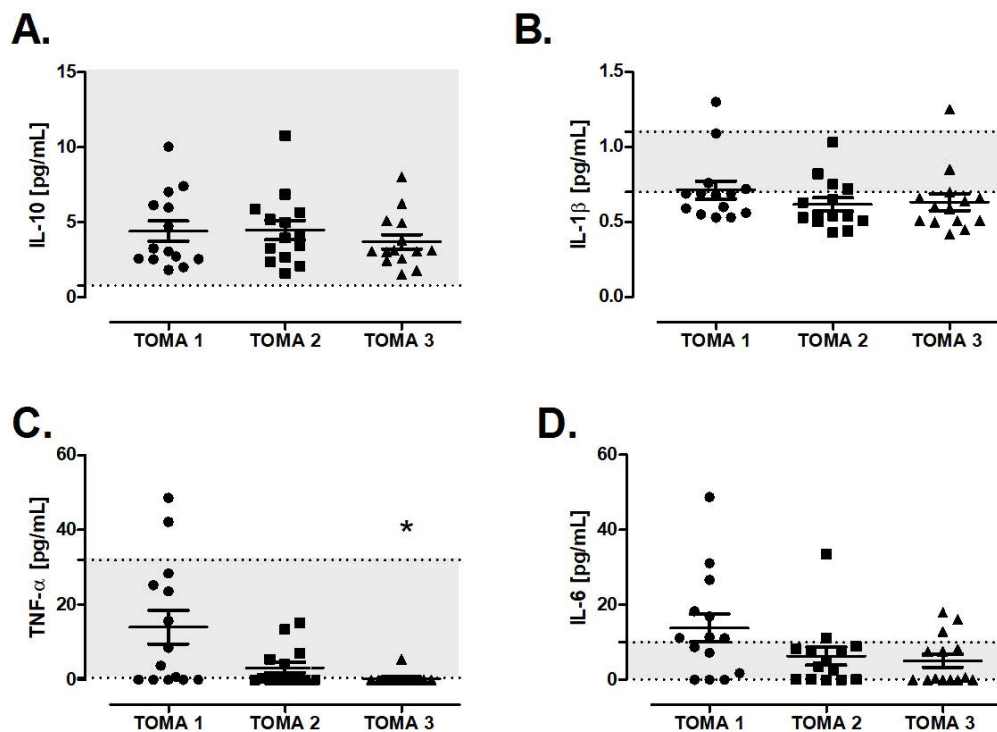 A.
IL-10 [pg/mL]
15
10
5
0
TOMA 1 TOMA 2 TOMA 3
B.
IL-1β [pg/mL]
1.5
1.0
0.5
0.0
TOMA 1 TOMA 2 TOMA 3
C.
TNF-α [pg/mL]
60
40
20
0
*
TOMA 1 TOMA 2 TOMA 3
D.
IL-6 [pg/mL]
60
40
20
0
TOMA 1 TOMA 2 TOMA 3